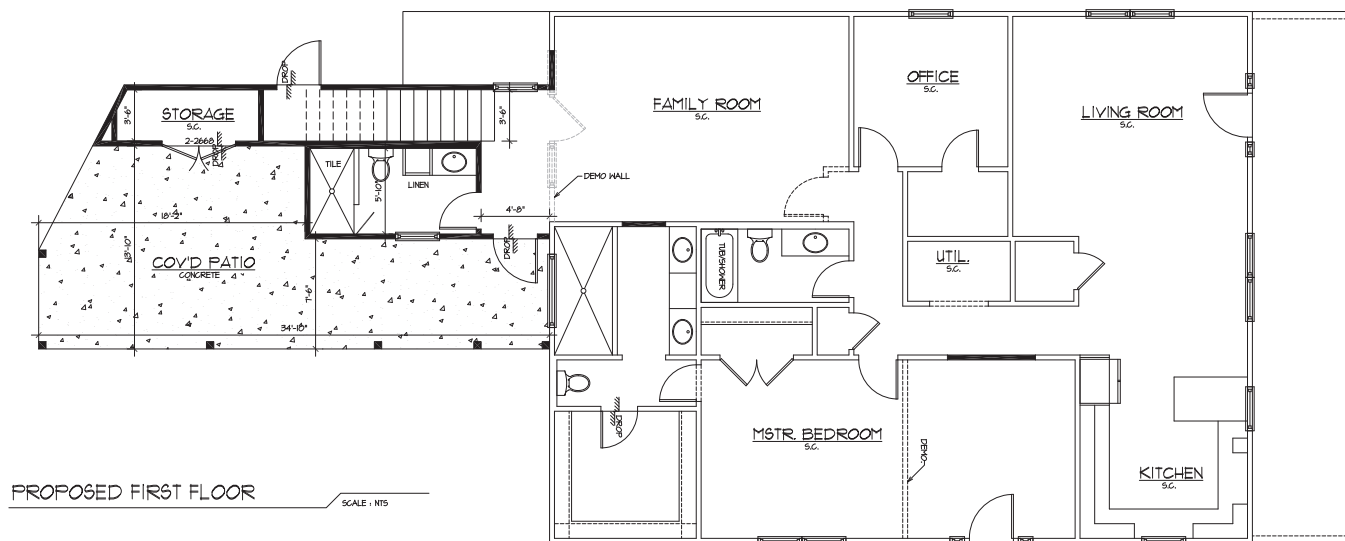 OFFICE
S.C.
LIVING ROOM
S.C.
FAMILY ROOM
S.C.
DROP
STORAGE
S.C.
3'-6"
3'-6"
2-2668
DROP
TILE
LINEN
5'-10"
DEMO WALL
18'-2"
4'-8"
DROP
13'-10"
COV'D PATIO
CONCRETE
7'-6"
34'-10"
TUB/SHOWER
UTIL.
S.C.
DROP
MSTR. BEDROOM
S.C.
DEMO.
KITCHEN
S.C.
PROPOSED FIRST FLOOR
SCALE : NTS